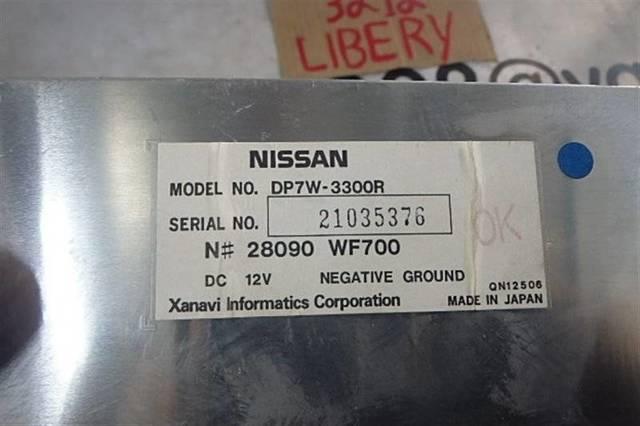 3212
LIBERY
NISSAN
MODEL NO. DP7W-3300R
SERIAL NO. 21035376
OK
N# 28090 WF700
DC 12V NEGATIVE GROUND
QN12506
Xanavi Informatics Corporation MADE IN JAPAN